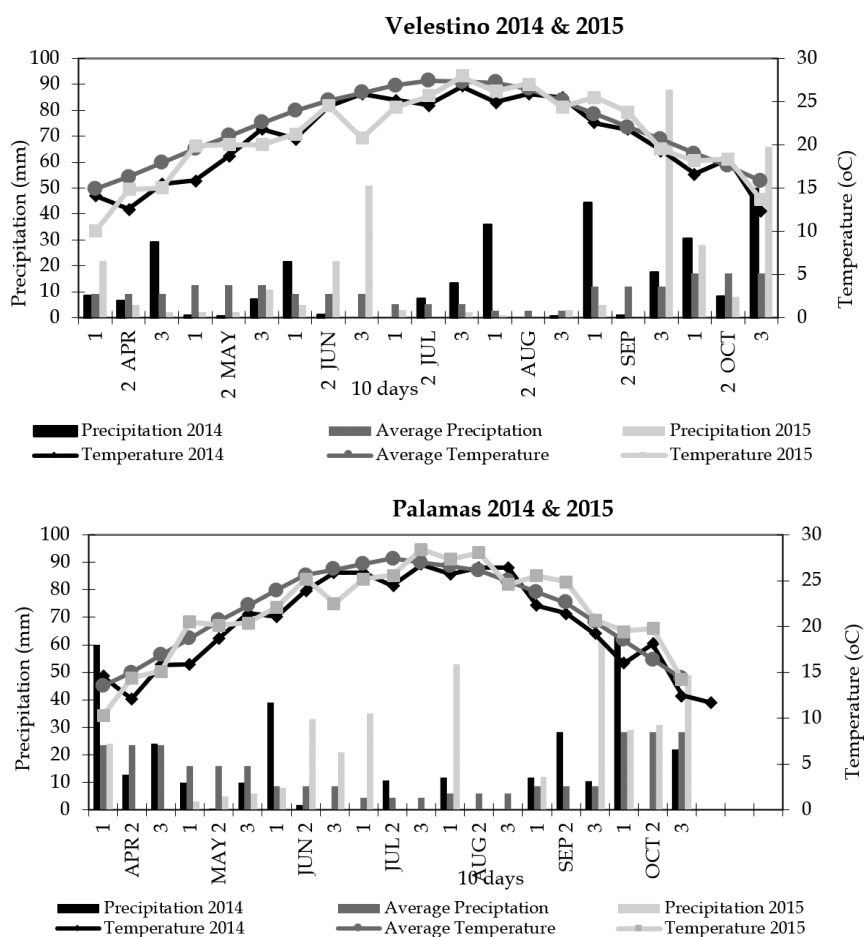 Velestino 2014 & 2015
Precipitation (mm)
100
90
80
70
60
50
40
30
20
10
0
30
25
20
15
10
5
0
Temperature (oC)
1
2 APR
3
1
2 MAY
3
1
2 JUN
3
1
2 JUL
3
1
2 AUG
3
1
2 SEP
3
1
2 OCT
3
10 days
Precipitation 2014 Average Preciptation Precipitation 2015
Temperature 2014 Average Temperature Temperature 2015
Palamas 2014 & 2015
Precipitation (mm)
100
90
80
70
60
50
40
30
20
10
0
30
25
20
15
10
5
0
Temperature (oC)
1
APR 2
3
1
MAY 2
3
1
JUN 2
3
1
JUL 2
3
1
AUG 2
3
1
SEP 2
3
1
OCT 2
3
10 days
Precipitation 2014 Average Preciptation Precipitation 2015
Temperature 2014 Average Temperature Temperature 2015